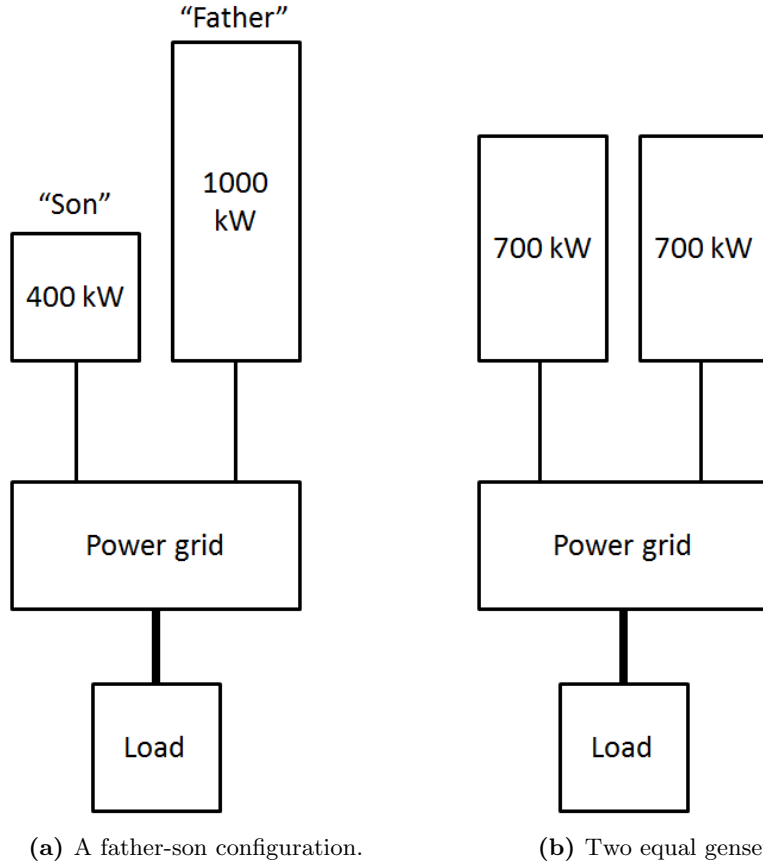 “Father”
1000
kW
“Son”
400 kW
Power grid
Load
(a) A father-son configuration.
700 kW
700 kW
Power grid
Load
(b) Two equal gense